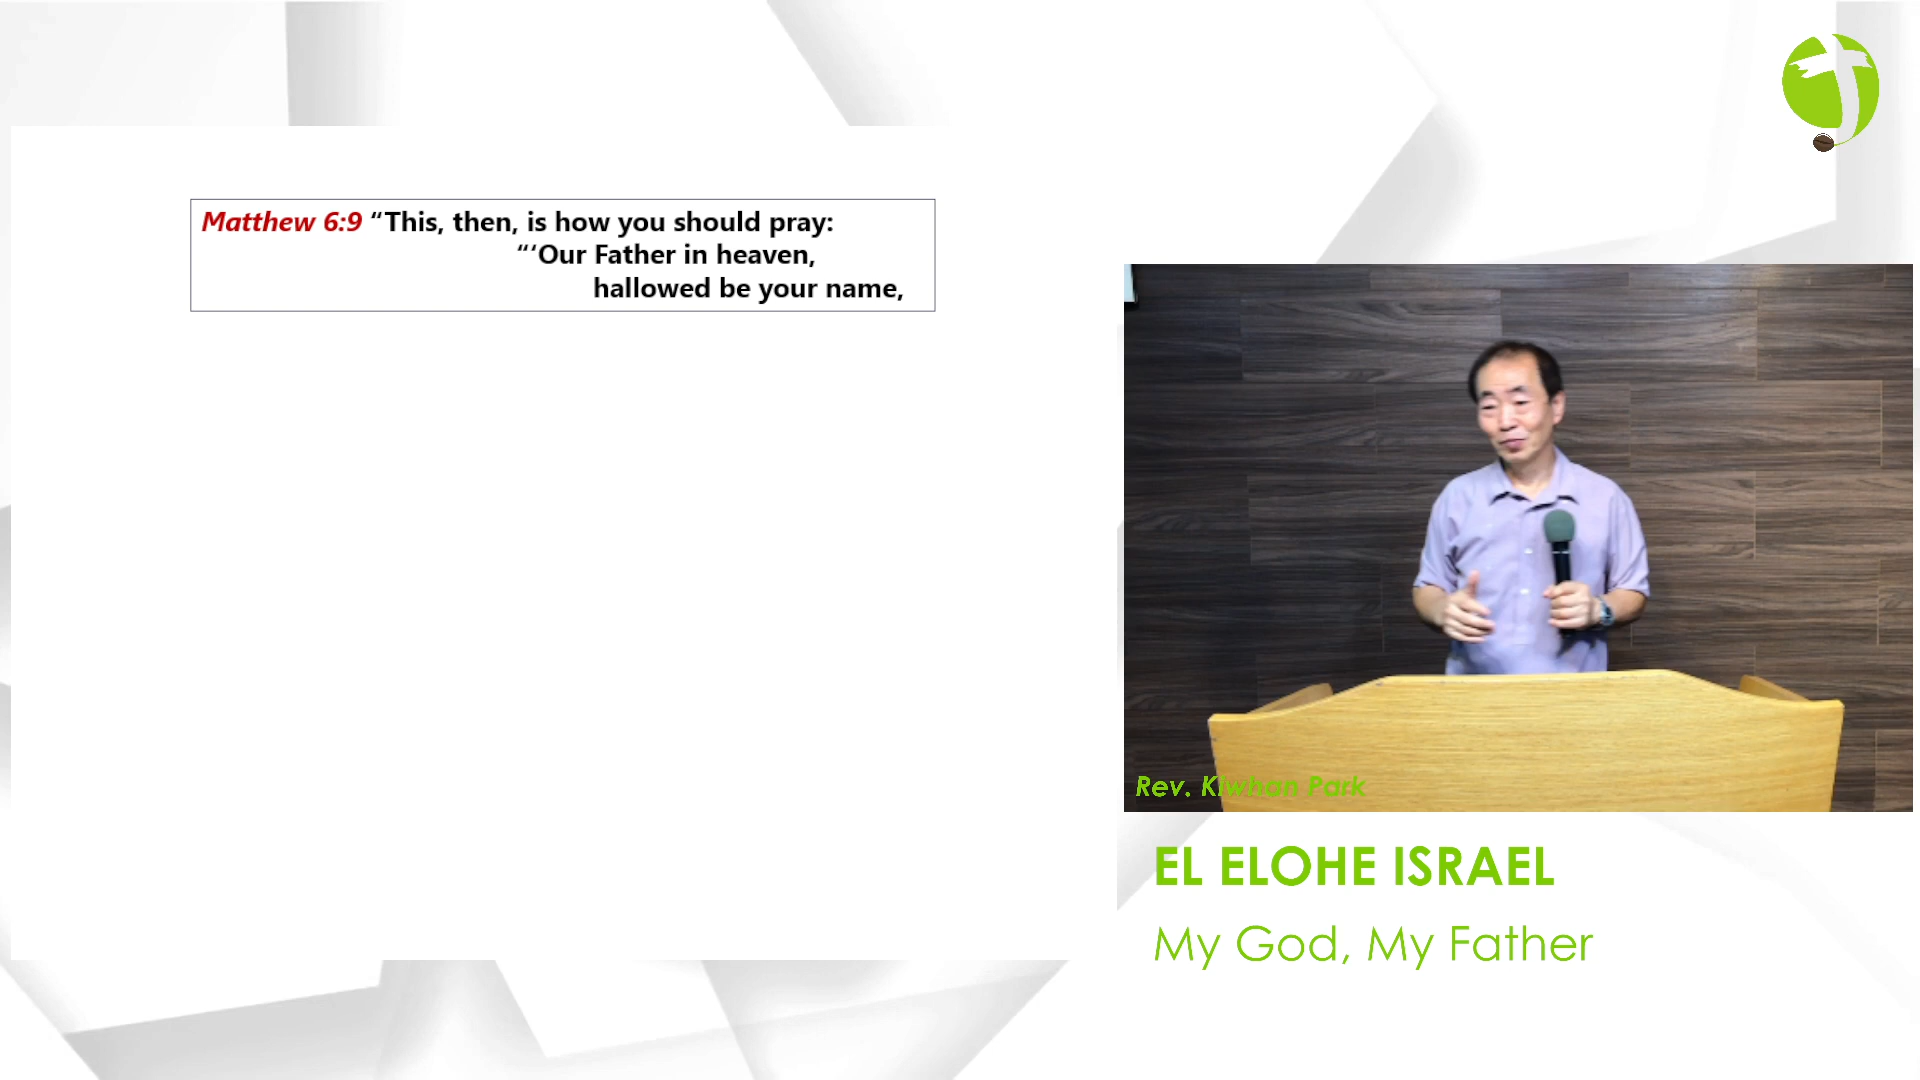 Matthew 6:9 “This, then, is how you should pray:
“‘Our Father in heaven,
hallowed be your name,
Rev. Kiwhan Park
EL ELOHE ISRAEL
My God, My Father